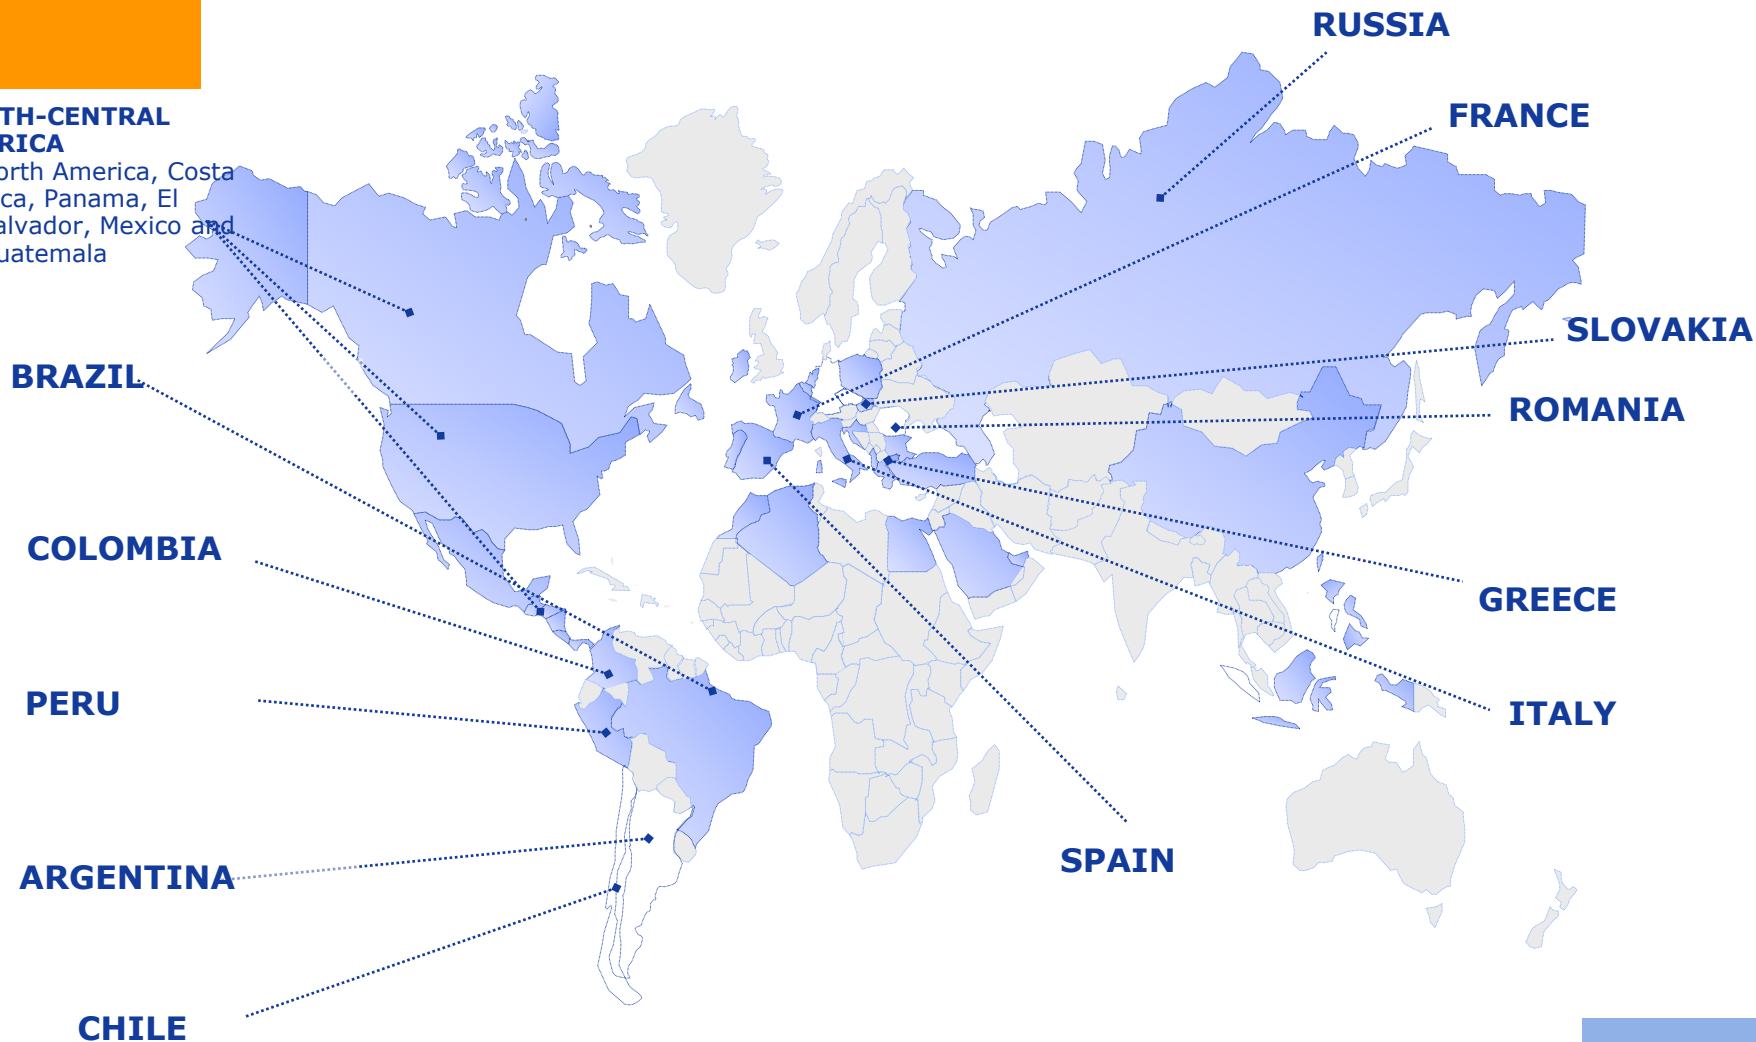 RUSSIA
FRANCE
TH-CENTRAL
RICA
orth America, Costa
ca, Panama, El
alvador, Mexico and
uatemala
SLOVAKIA
BRAZIL
ROMANIA
COLOMBIA
GREECE
PERU
ITALY
SPAIN
ARGENTINA
CHILE